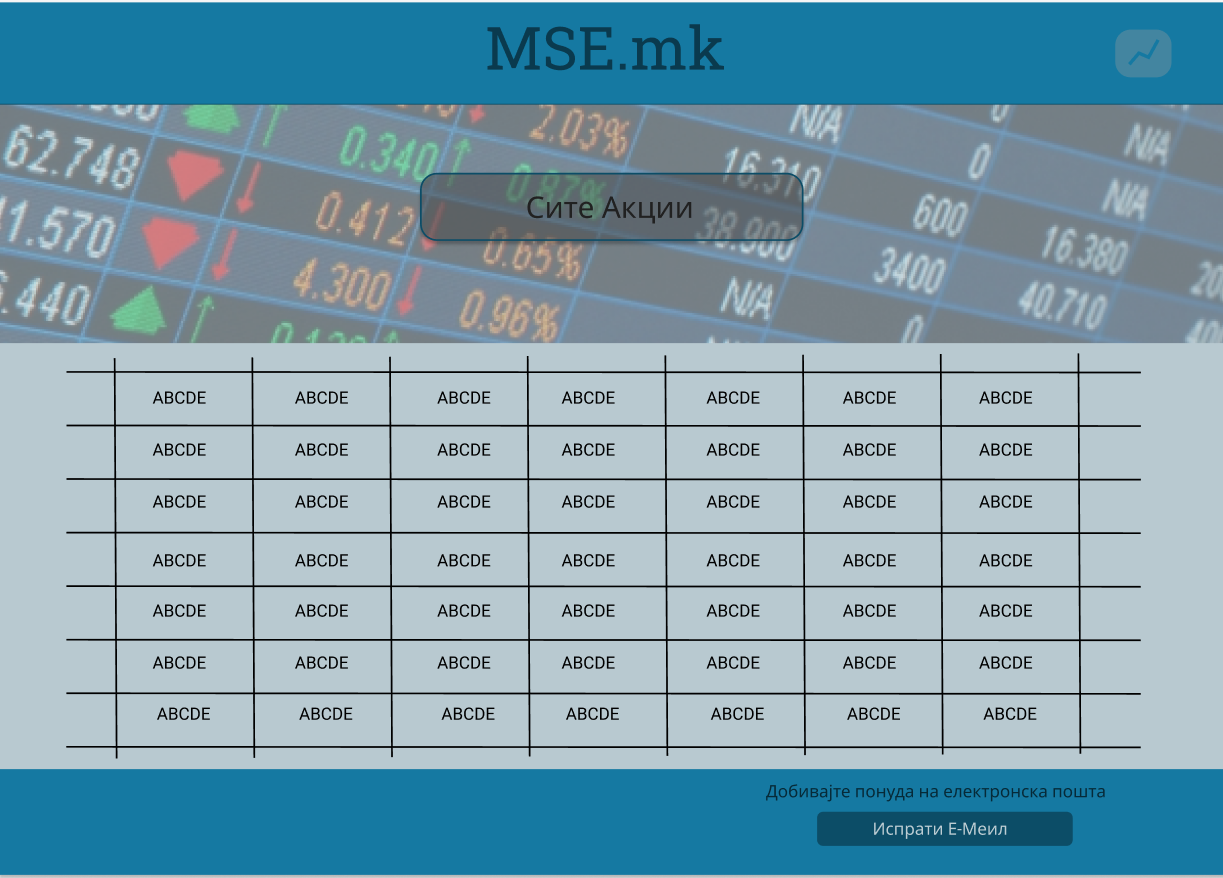 MSE.mk
2.03%
N/A
0
N/A
62.748
0.340
0.87%
16.310
0
N/A
1.570
0.412
0.65%
38.900
600
16.380
.440
4.300
0.96%
N/A
3400
40.710
0
Сите Акции
ABCDE ABCDE ABCDE ABCDE ABCDE ABCDE ABCDE
ABCDE ABCDE ABCDE ABCDE ABCDE ABCDE ABCDE
ABCDE ABCDE ABCDE ABCDE ABCDE ABCDE ABCDE
ABCDE ABCDE ABCDE ABCDE ABCDE ABCDE ABCDE
ABCDE ABCDE ABCDE ABCDE ABCDE ABCDE ABCDE
ABCDE ABCDE ABCDE ABCDE ABCDE ABCDE ABCDE
ABCDE ABCDE ABCDE ABCDE ABCDE ABCDE ABCDE
Добивајте понуда на електронска пошта
Испрати Е-Меил